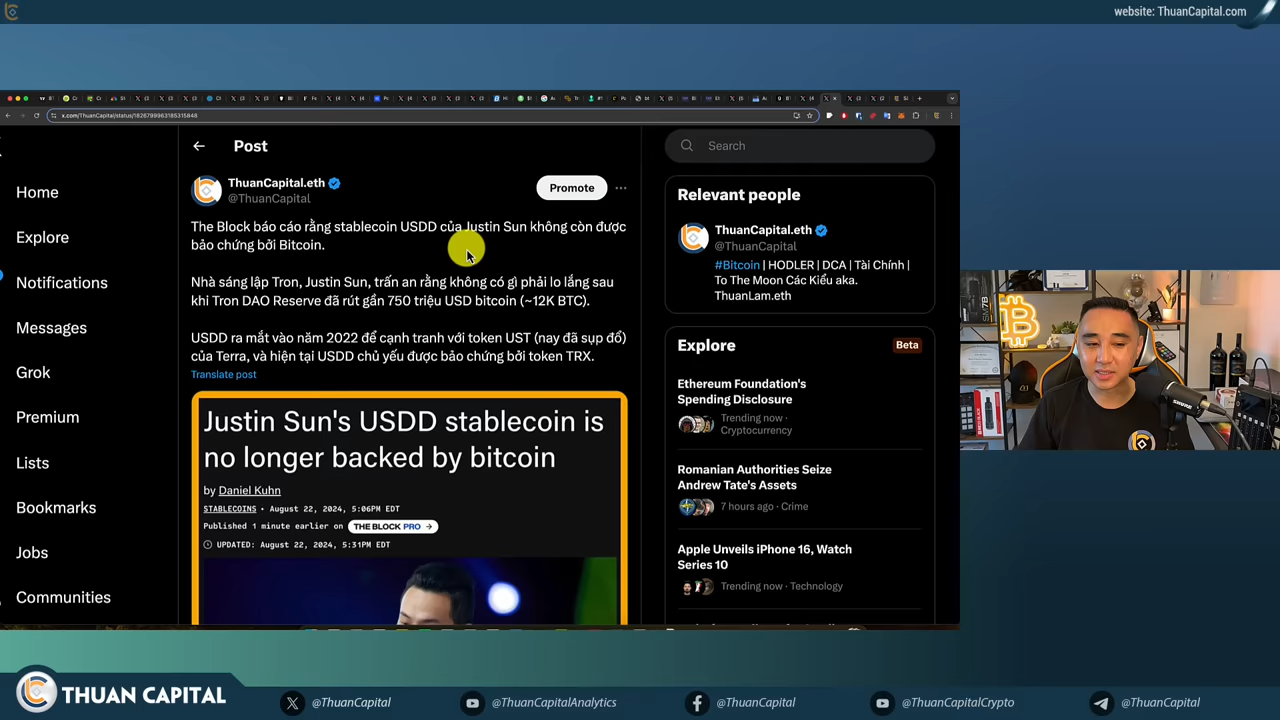 website: ThuanCapital.com
x.com/ThuanCapital/status/1826799963185315848
Home
Explore
Notifications
Messages
Grok
Premium
Lists
Bookmarks
Jobs
Communities
Post
ThuanCapital.eth
@ThuanCapital
Promote
The Block báo cáo rằng stablecoin USDD của Justin Sun không còn được
bảo chứng bởi Bitcoin.
Nhà sáng lập Tron, Justin Sun, trấn an rằng không có gì phải lo lắng sau
khi Tron DAO Reserve đã rút gần 750 triệu USD bitcoin (~12K BTC).
USDD ra mắt vào năm 2022 để cạnh tranh với token UST (nay đã sụp đổ)
của Terra, và hiện tại USDD chủ yếu được bảo chứng bởi token TRX.
Translate post
Justin Sun's USDD stablecoin is
no longer backed by bitcoin
by Daniel Kuhn
STABLECOINS • August 22, 2024, 5:06PM EDT
Published 1 minute earlier on THE BLOCK PRO →
UPDATED: August 22, 2024, 5:31PM EDT
Search
Relevant people
ThuanCapital.eth
@ThuanCapital
#Bitcoin | HODLER | DCA | Tài Chính |
To The Moon Các Kiểu aka.
ThuanLam.eth
Explore
Beta
Ethereum Foundation's
Spending Disclosure
Trending now ·
Cryptocurrency
Romanian Authorities Seize
Andrew Tate's Assets
7 hours ago · Crime
Apple Unveils iPhone 16, Watch
Series 10
Trending now · Technology
SM7B
SHURE
THUAN CAPITAL
@ThuanCapital
@ThuanCapitalAnalytics
@ThuanCapital
@ThuanCapitalCrypto
@ThuanCapital